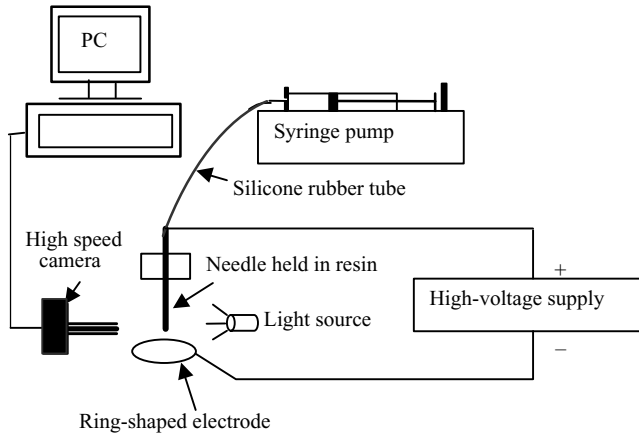 PC
Syringe pump
Silicone rubber tube
High speed
camera
Needle held in resin
+
High-voltage supply
Light source
−
Ring-shaped electrode